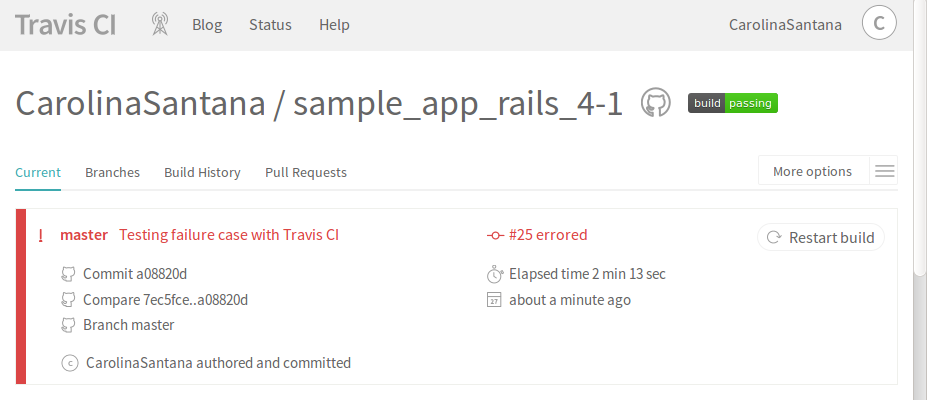 Travis CI Blog Status Help CarolinaSantana C
CarolinaSantana / sample_app_rails_4-1 build passing
Current Branches Build History Pull Requests More options
! master Testing failure case with Travis CI #25 errored Restart build
Commit a08820d Elapsed time 2 min 13 sec
Compare 7ec5fce..a08820d 27 about a minute ago
Branch master
C CarolinaSantana authored and committed